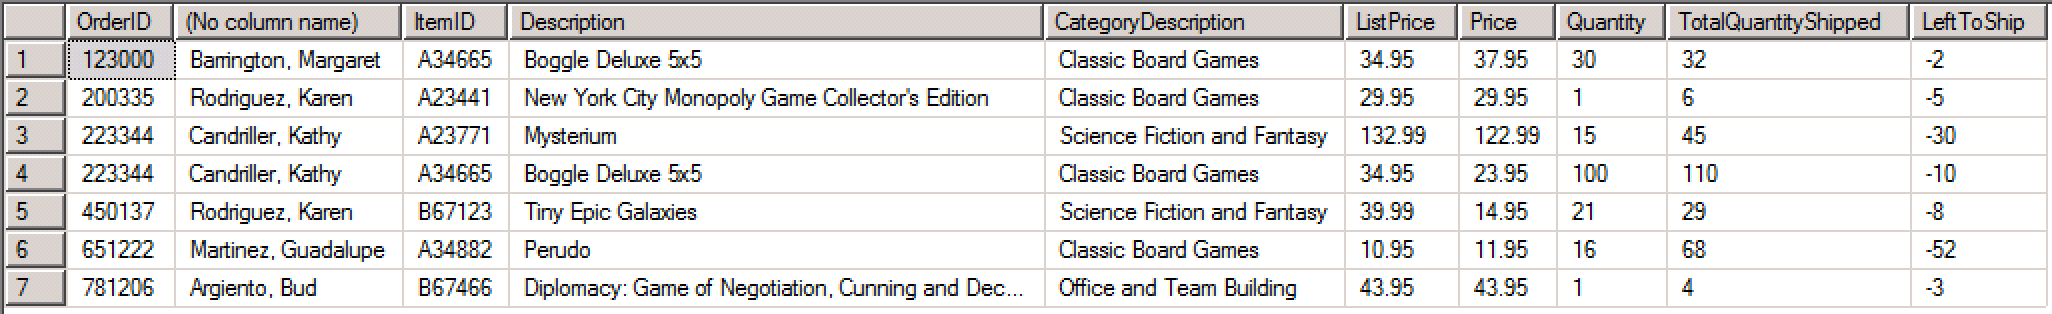 OrderID (No column name) ItemID Description CategoryDescription ListPrice Price Quantity TotalQuantityShipped LeftToShip
1 123000 Barrington, Margaret A34665 Boggle Deluxe 5x5 Classic Board Games 34.95 37.95 30 32 -2
2 200335 Rodriguez, Karen A23441 New York City Monopoly Game Collector's Edition Classic Board Games 29.95 29.95 1 6 -5
3 223344 Candriller, Kathy A23771 Mysterium Science Fiction and Fantasy 132.99 122.99 15 45 -30
4 223344 Candriller, Kathy A34665 Boggle Deluxe 5x5 Classic Board Games 34.95 23.95 100 110 -10
5 450137 Rodriguez, Karen B67123 Tiny Epic Galaxies Science Fiction and Fantasy 39.99 14.95 21 29 -8
6 651222 Martinez, Guadalupe A34882 Perudo Classic Board Games 10.95 11.95 16 68 -52
7 781206 Argiento, Bud B67466 Diplomacy: Game of Negotiation, Cunning and Dec... Office and Team Building 43.95 43.95 1 4 -3